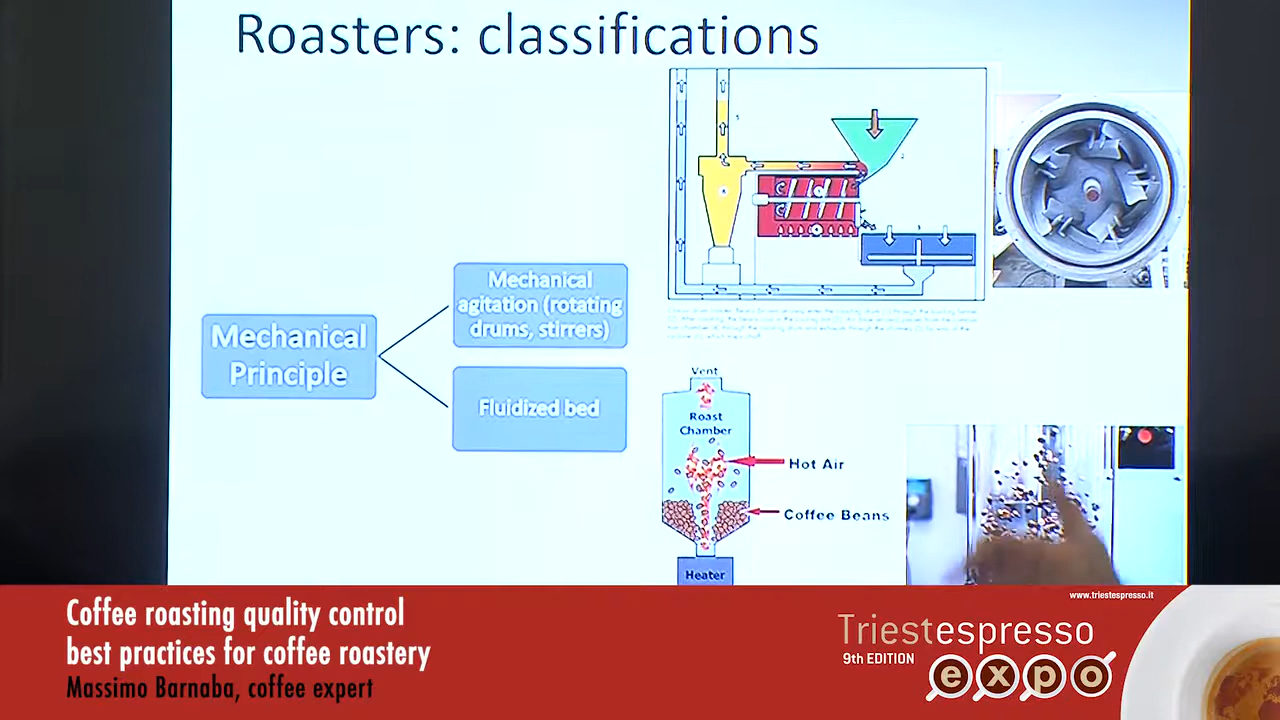 Roasters: classifications
Mechanical
Principle
Mechanical
agitation (rotating
drums, stirrers)
Fluidized bed
Vent
Roast
Chamber
Hot Air
Coffee Beans
Heater
www.triestespresso.it
Coffee roasting quality control
best practices for coffee roastery
Massimo Barnaba, coffee expert
Triestespresso
9th EDITION
expo